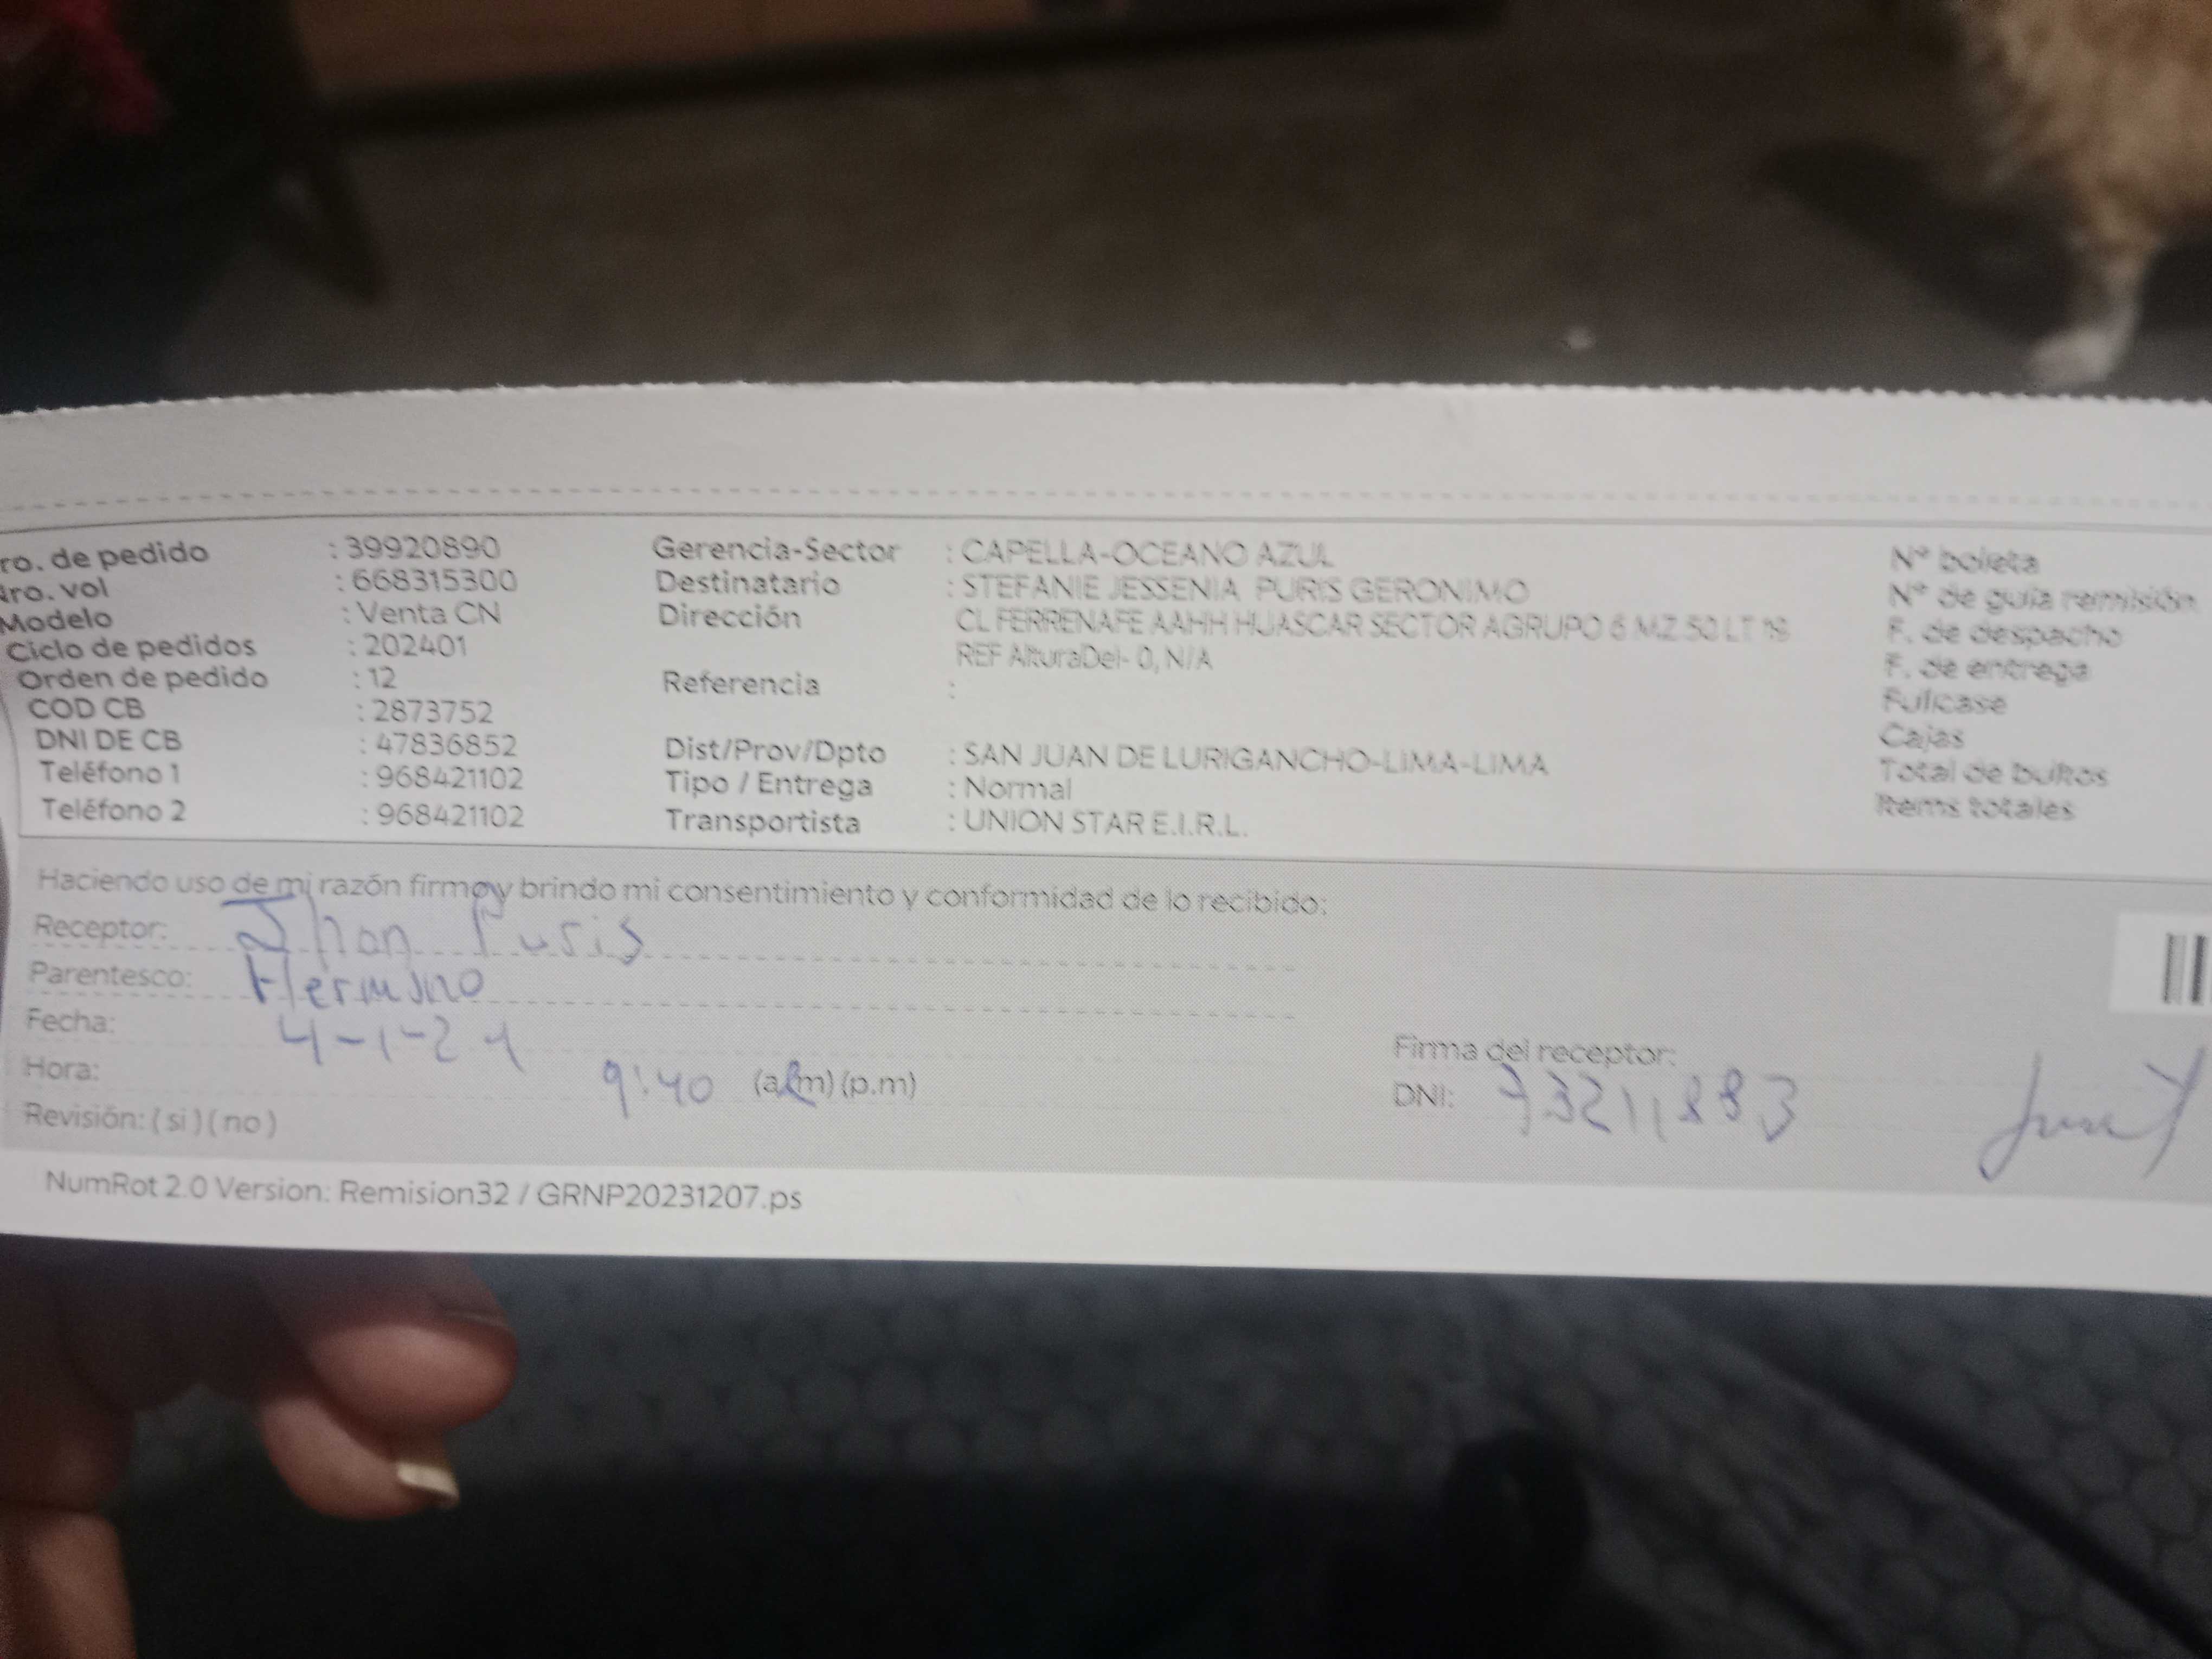 ro. de pedido : 39920890 Gerencia-Sector : CAPELLA-OCEANO AZUL N° boleta
Nro. vol : 668315300 Destinatario : STEFANIE JESSENIA PURIS GERONIMO N° de guía remisión
Modelo : Venta CN Dirección CL FERRENAFE AAHH HUASCAR SECTOR AGRUPO 6 MZ 50 LT 19 F. de despacho
Ciclo de pedidos : 202401 REF AlturaDel- 0, N/A F. de entrega
Orden de pedido : 12 Referencia : Fullcase
COD CB : 2873752 Cajas
DNI DE CB : 47836852 Dist/Prov/Dpto : SAN JUAN DE LURIGANCHO-LIMA-LIMA Total de bultos
Teléfono 1 : 968421102 Tipo / Entrega : Normal Items totales
Teléfono 2 : 968421102 Transportista : UNION STAR E.I.R.L.
Haciendo uso de mi razón firmo y brindo mi consentimiento y conformidad de lo recibido:
Receptor: Jhon Puris
Parentesco: Hermano
Fecha: 4-1-24
Firma del receptor:
Hora: 9:40 (a.m) (p.m)
DNI: 73211883
Revisión: ( si ) ( no )
NumRot 2.0 Version: Remision32 / GRNP20231207.ps